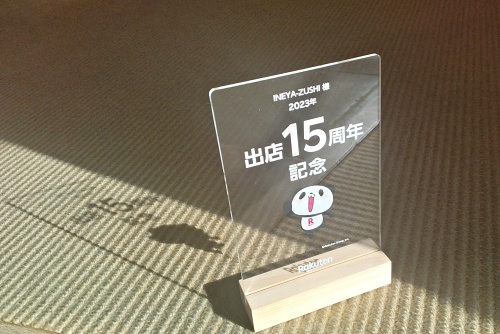 INEYA-ZUSHI 様
2023年
出店15周年
記念
R
Rakuten